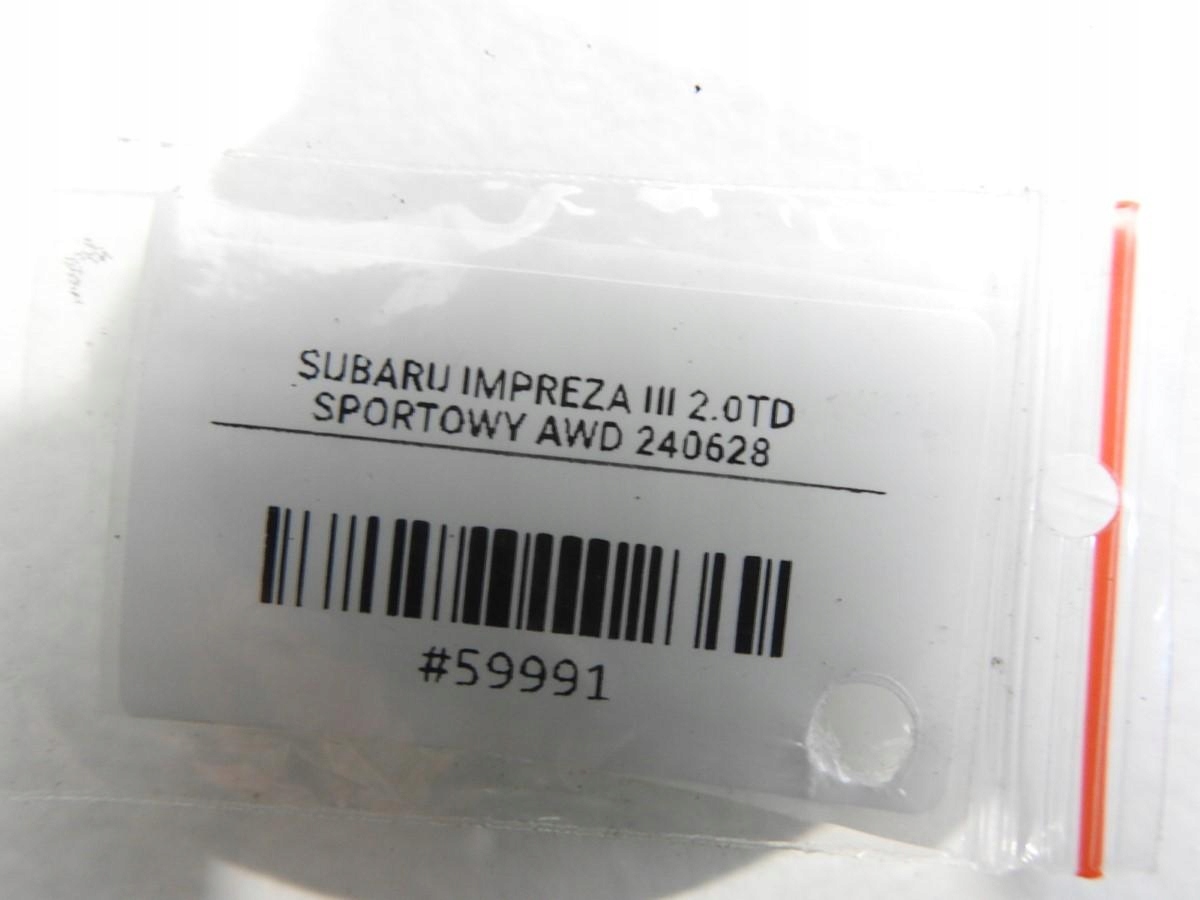 SUBARU IMPREZA III 2.0TD
SPORTOWY AWD 240628
#59991